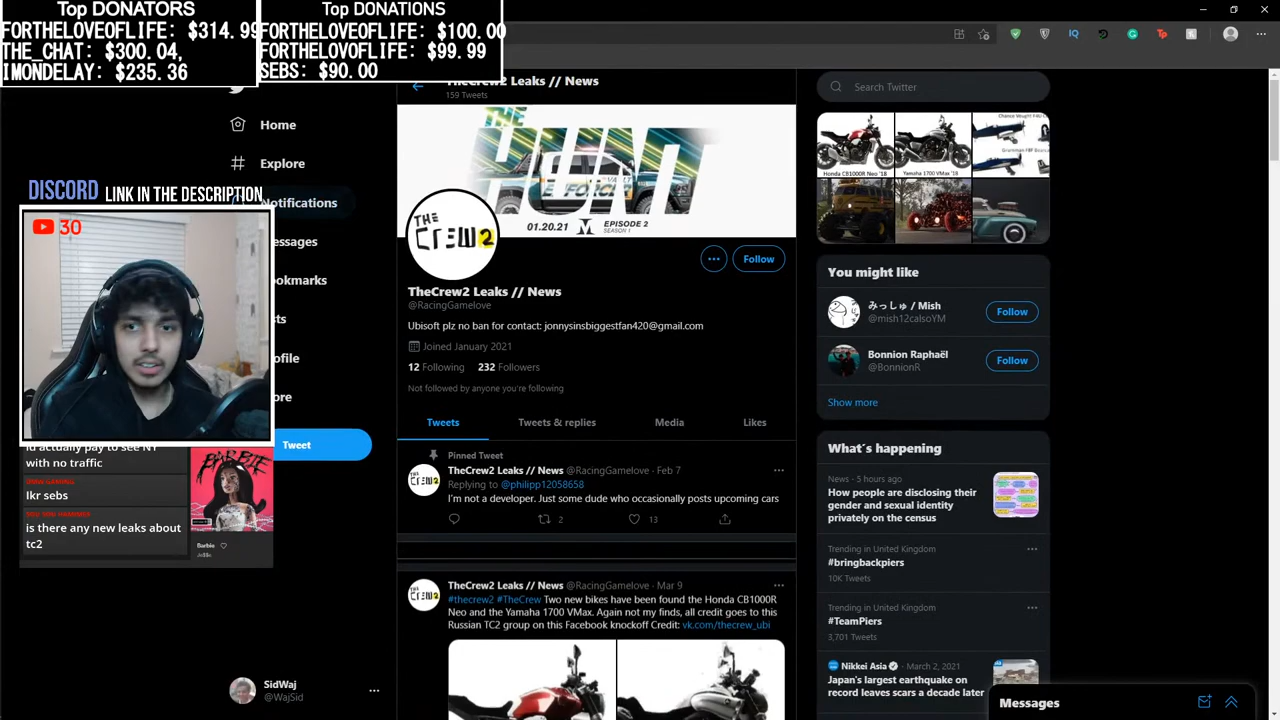 Top DONATORS
FORTHELOVEOFLIFE: $314.99
THE_CHAT: $300.04,
IMONDELAY: $235.36
Top DONATIONS
FORTHELOVEOFLIFE: $100.00
FORTHELOVOFLIFE: $99.99
SEBS: $90.00
DISCORD LINK IN THE DESCRIPTION
30
with no traffic
lkr sebs
is there any new leaks about
tc2
BARBIE
Barbie
Home
Explore
Notifications
essages
okmarks
sts
ofile
ore
Tweet
SidWaj
@WajSid
TheCrew2 Leaks // News
159 Tweets
THE HUNT
01.20.21
EPISODE 2
SEASON 1
THE CREW2
Follow
TheCrew2 Leaks // News
@RacingGamelove
Ubisoft plz no ban for contact: jonnysinsbiggestfan420@gmail.com
Joined January 2021
12 Following 232 Followers
Not followed by anyone you're following
Tweets Tweets & replies Media Likes
Pinned Tweet
TheCrew2 Leaks // News @RacingGamelove · Feb 7
Replying to @philipp12058658
I'm not a developer. Just some dude who occasionally posts upcoming cars
2 13
TheCrew2 Leaks // News @RacingGamelove · Mar 9
#thecrew2 #TheCrew Two new bikes have been found the Honda CB1000R
Neo and the Yamaha 1700 VMax. Again not my finds, all credit goes to this
Russian TC2 group on this Facebook knockoff Credit: vk.com/thecrew_ubi
Search Twitter
Honda CB1000R Neo '18
Yamaha 1700 VMax '18
You might like
みっしゅ / Mish
@mish12calsoYM
Follow
Bonnion Raphaël
@BonnionR
Follow
Show more
What's happening
News · 5 hours ago
How people are disclosing their
gender and sexual identity
privately on the census
Trending in United Kingdom
#bringbackpiers
10K Tweets
Trending in United Kingdom
#TeamPiers
3,701 Tweets
Nikkei Asia · March 2, 2021
Japan's largest earthquake on
record leaves scars a decade later
Messages